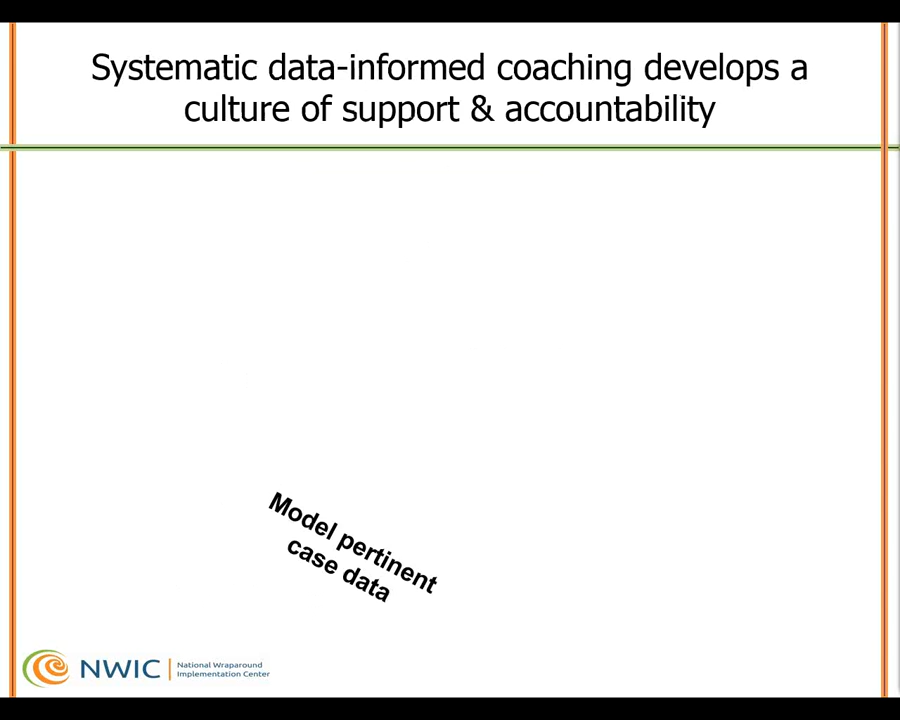 Systematic data-informed coaching develops a
culture of support & accountability
Model pertinent
case data
NWIC
National Wraparound
Implementation Center